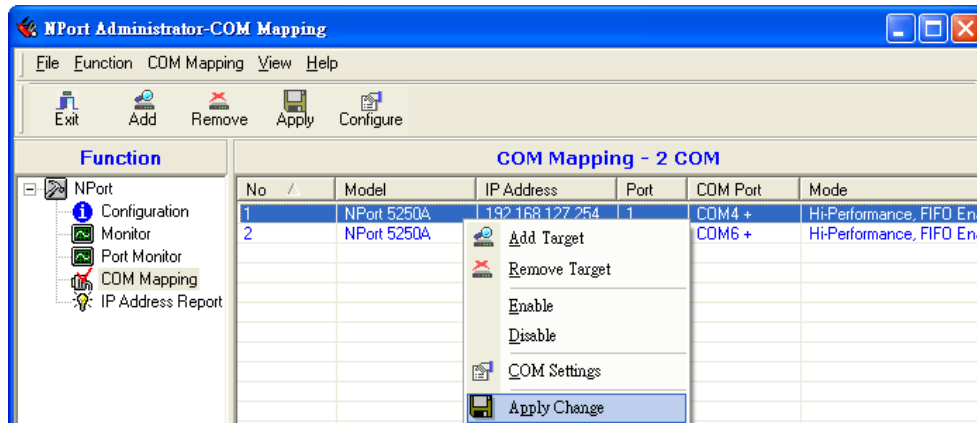 NPort Administrator-COM Mapping
File Function COM Mapping View Help
Exit Add Remove Apply Configure
Function
COM Mapping - 2 COM
NPort
Configuration
Monitor
Port Monitor
COM Mapping
IP Address Report
No Model IP Address Port COM Port Mode
1 NPort 5250A 192.168.127.254 1 COM4 + Hi-Performance, FIFO En
2 NPort 5250A COM6 + Hi-Performance, FIFO En
Add Target
Remove Target
Enable
Disable
COM Settings
Apply Change